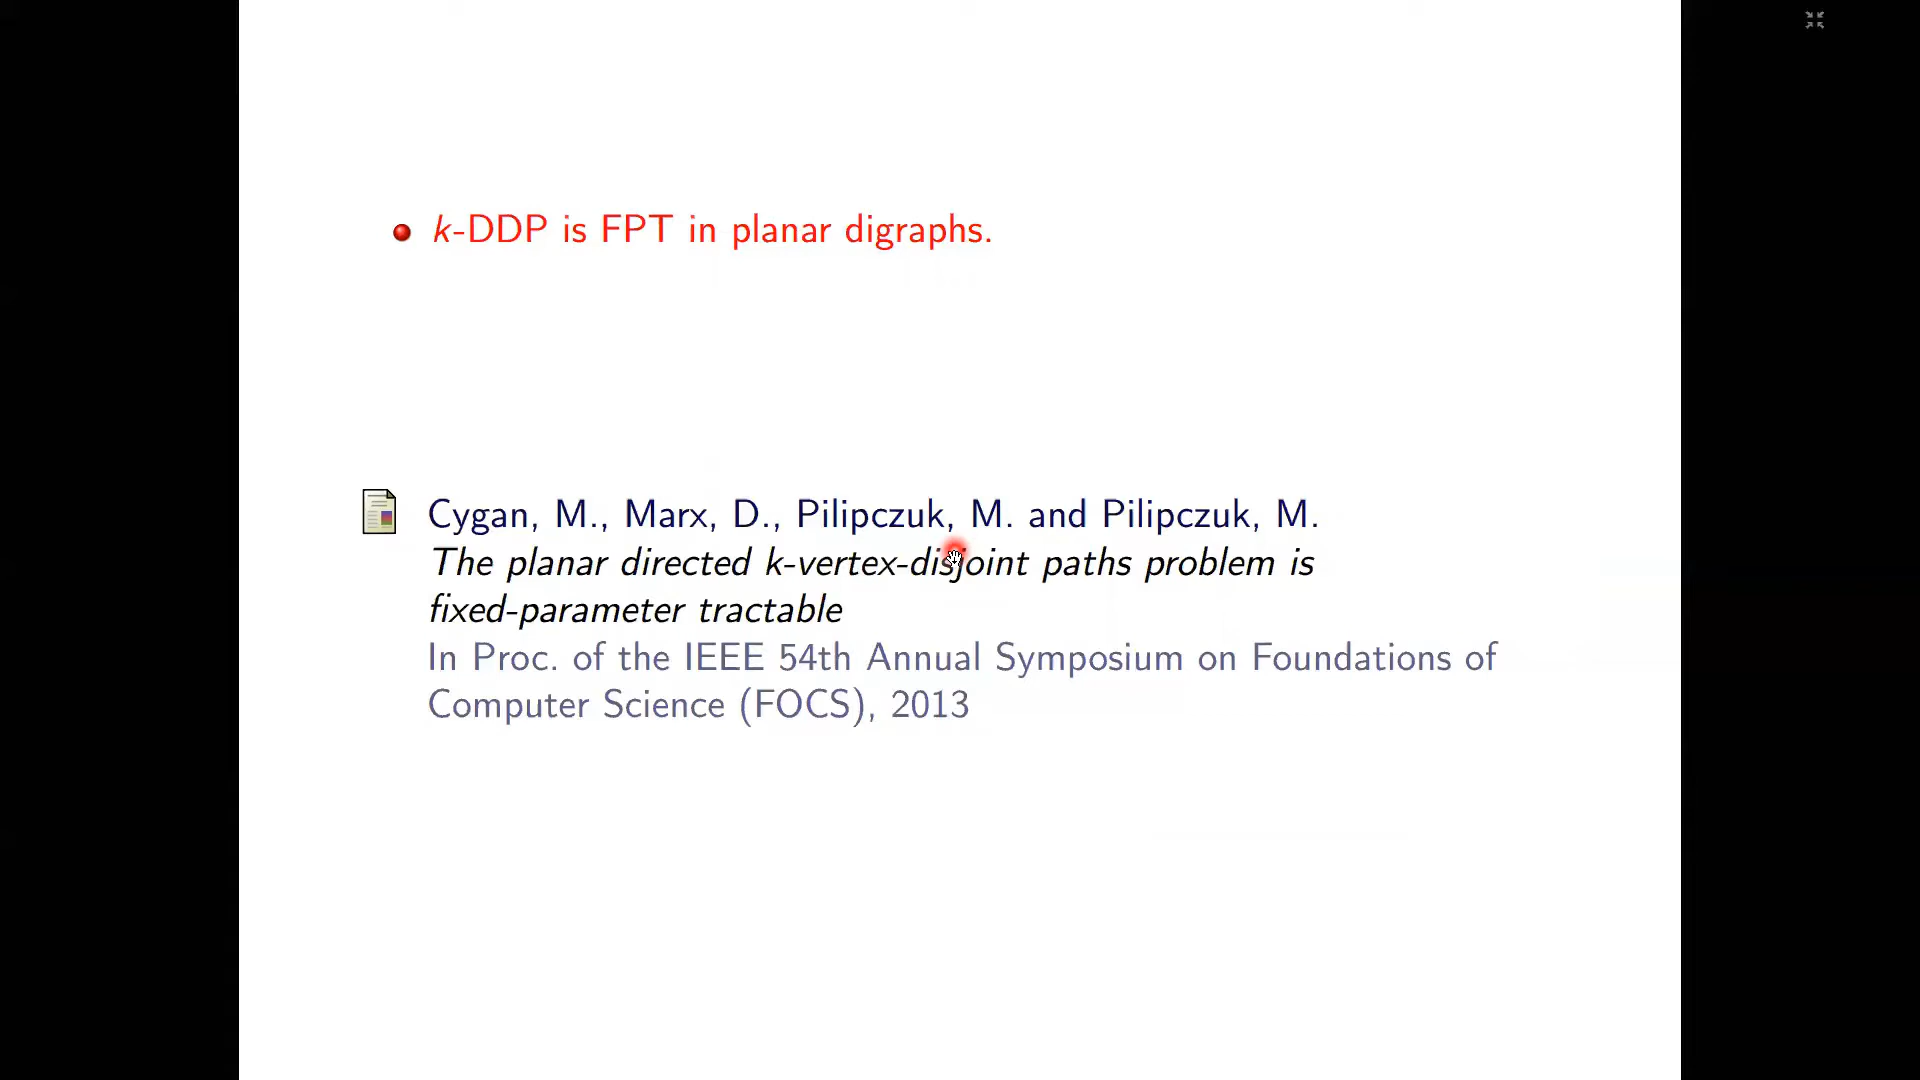 k-DDP is FPT in planar digraphs.
Cygan, M., Marx, D., Pilipczuk, M. and Pilipczuk, M.
The planar directed k-vertex-disjoint paths problem is
fixed-parameter tractable
In Proc. of the IEEE 54th Annual Symposium on Foundations of
Computer Science (FOCS), 2013